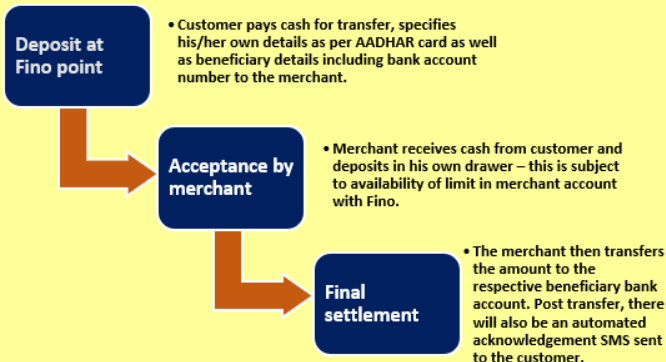 Deposit at
Fino point
• Customer pays cash for transfer, specifies
his/her own details as per AADHAR card as well
as beneficiary details including bank account
number to the merchant.
Acceptance by
merchant
• Merchant receives cash from customer and
deposits in his own drawer – this is subject
to availability of limit in merchant account
with Fino.
Final
settlement
• The merchant then transfers
the amount to the
respective beneficiary bank
account. Post transfer, there
will also be an automated
acknowledgement SMS sent
to the customer.